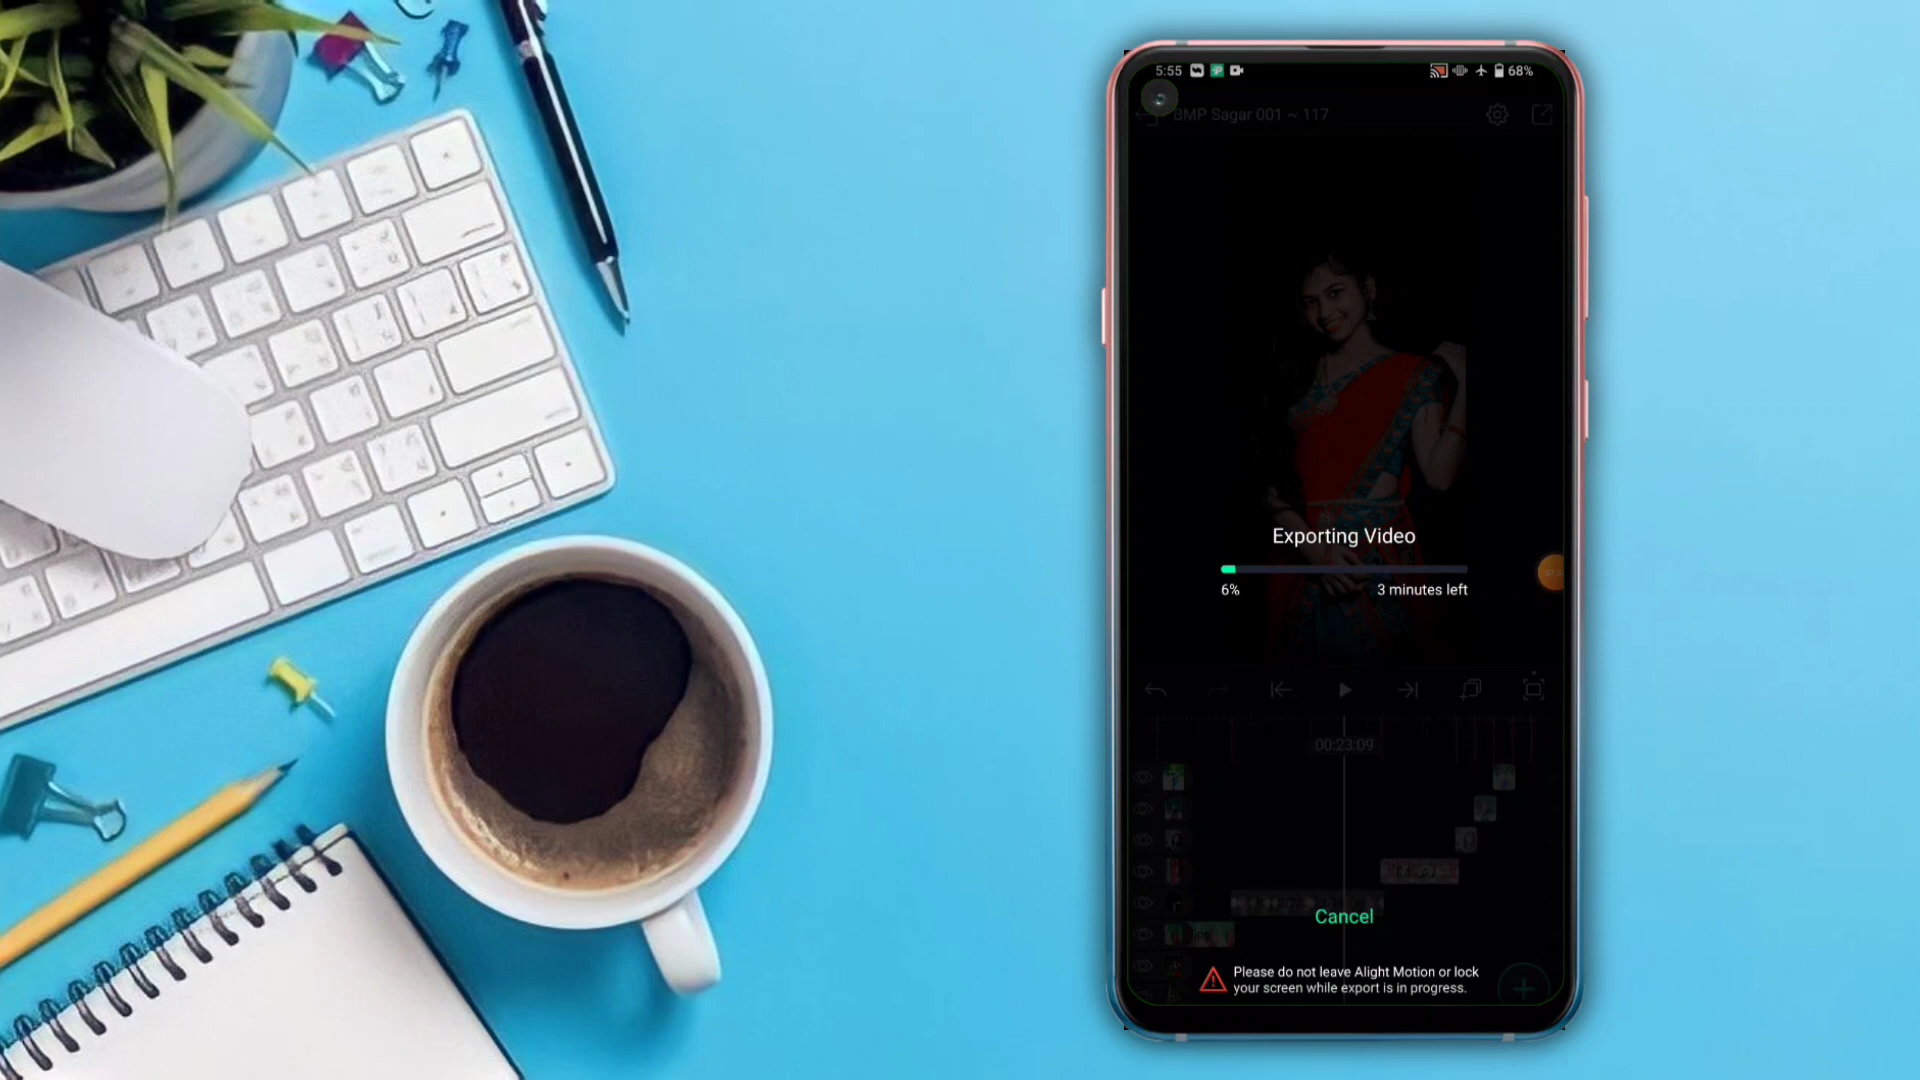 5:55
68%
BMP Sagar 001 ~ 117
Exporting Video
6%
3 minutes left
00:23:09
Cancel
Please do not leave Alight Motion or lock
your screen while export is in progress.